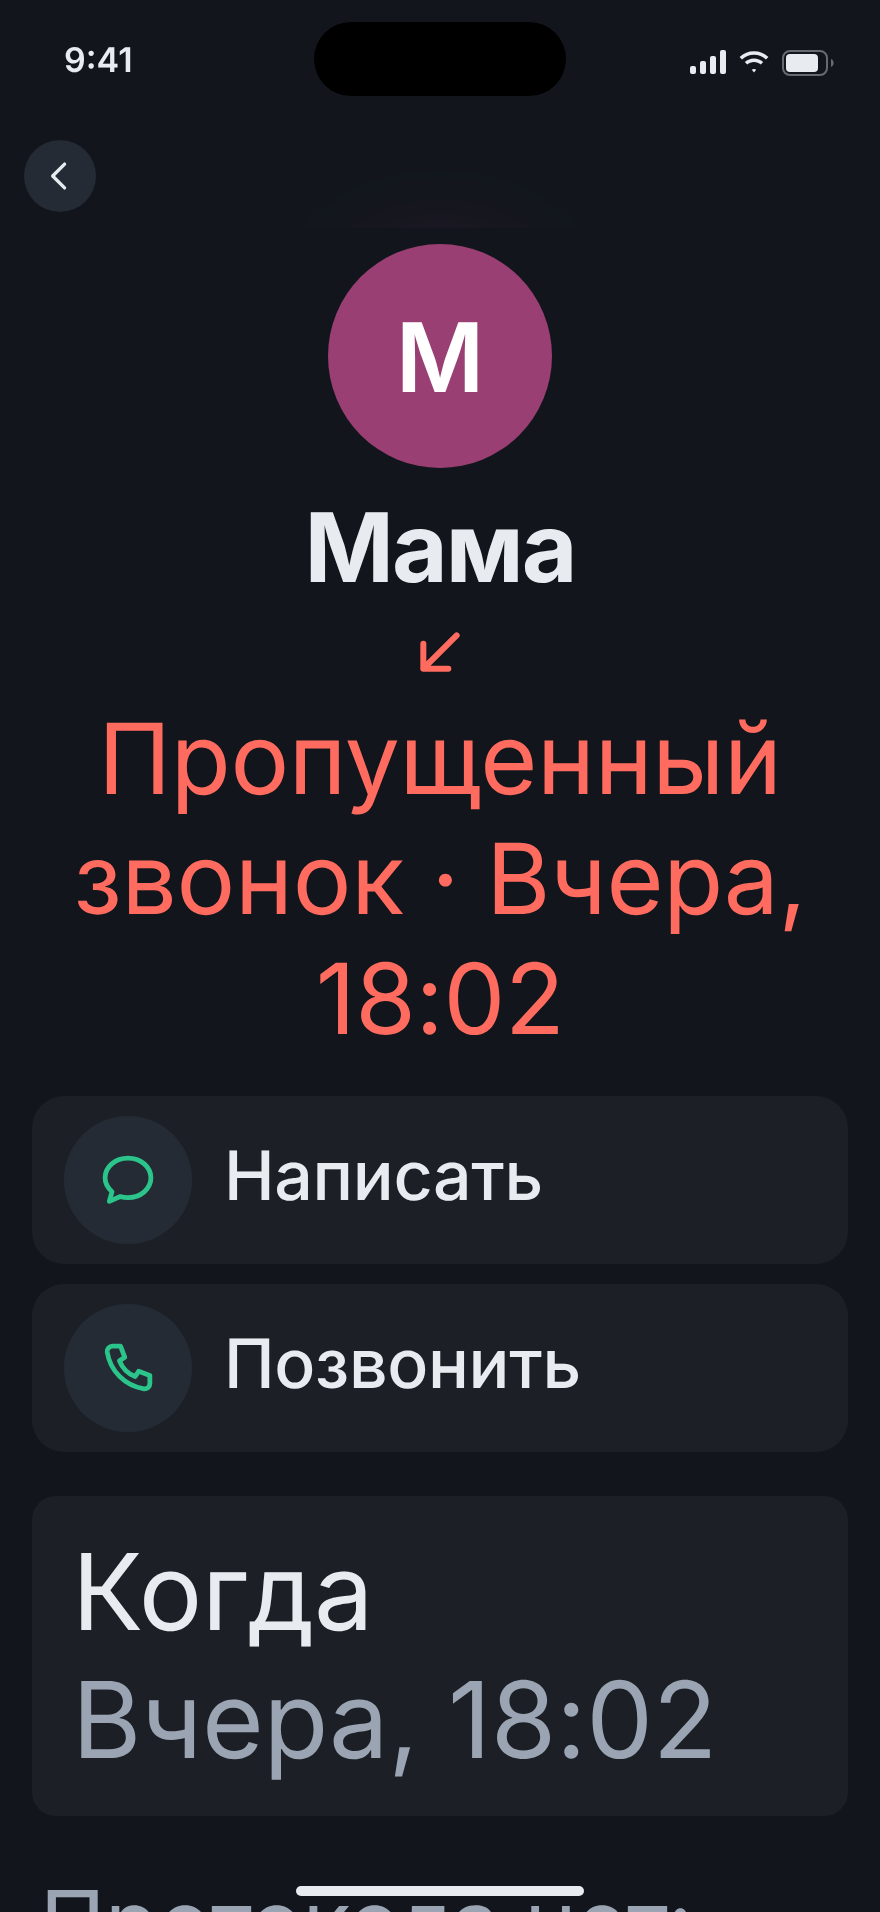 9:41
М
Мама
Пропущенный
звонок · Вчера,
18:02
Написать
Позвонить
Когда
Вчера, 18:02